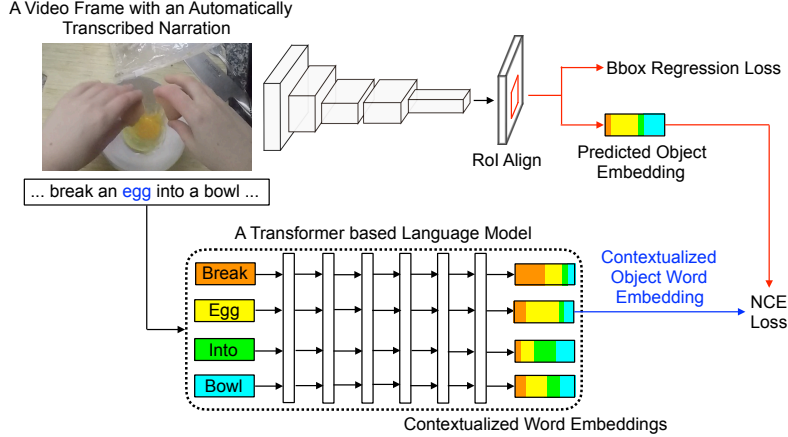 A Video Frame with an Automatically
Transcribed Narration
Bbox Regression Loss
RoI Align
Predicted Object
Embedding
... break an egg into a bowl ...
A Transformer based Language Model
Break
Egg
Into
Bowl
Contextualized
Object Word
Embedding
NCE
Loss
Contextualized Word Embeddings